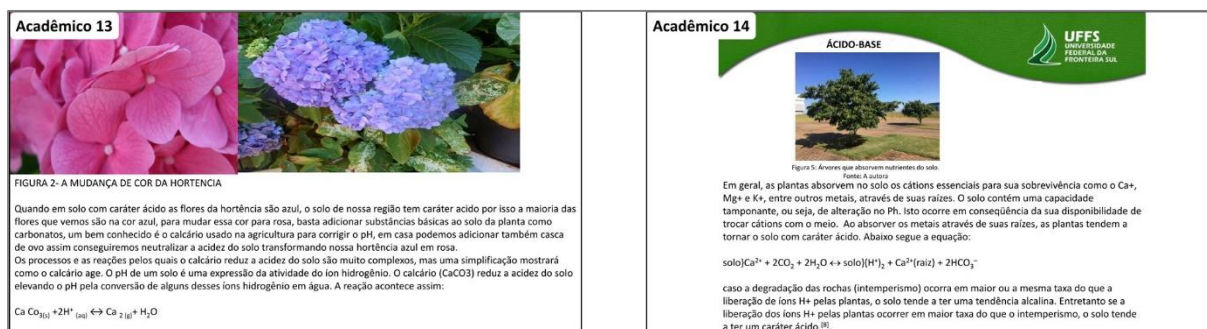 Acadêmico 13
FIGURA 2- A MUDANÇA DE COR DA HORTENCIA
Quando em solo com caráter ácido as flores da hortência são azul, o solo de nossa região tem caráter acido por isso a maioria das
flores que vemos são na cor azul, para mudar essa cor para rosa, basta adicionar substâncias básicas ao solo da planta como
carbonatos, um bem conhecido é o calcário usado na agricultura para corrigir o pH, em casa podemos adicionar também casca
de ovo assim conseguiremos neutralizar a acidez do solo transformando nossa hortência azul em rosa.
Os processo e as reações pelos quais o calcário reduz a acidez do solo são muito complexos, mas uma simplificação mostrará
como o calcário age. O pH de um solo é uma expressão da atividade do íon hidrogênio. O calcário (CaCO3) reduz a acidez do solo
elevando o pH pela conversão de alguns desses íons hidrogênio em água. A reação acontece assim:
Ca Co₃₍ₛ₎ +2H⁺ ₍aq₎ ↔ Ca ₂ ₍g₎+ H₂O
Acadêmico 14
UFFS
UNIVERSIDADE
FEDERAL DA
FRONTEIRA SUL
ÁCIDO-BASE
Figura 5: Árvores que absorvem nutrientes do solo.
Fonte: A autora
Em geral, as plantas absorvem no solo os cátions essenciais para sua sobrevivência como o Ca+,
Mg+ e K+, entre outros metais, através de suas raízes. O solo contém uma capacidade
tamponante, ou seja, de alteração no Ph. Isto ocorre em conseqüência da sua disponibilidade de
trocar cátions com o meio. Ao absorver os metais através de suas raízes, as plantas tendem a
tornar o solo com caráter ácido. Abaixo segue a equação:
solo}Ca²⁺ + 2CO₂ + 2H₂O ↔ solo}(H⁺)₂ + Ca²⁺(raiz) + 2HCO₃⁻
caso a degradação das rochas (intemperismo) ocorra em maior ou a mesma taxa do que a
liberação de íons H+ pelas plantas, o solo tende a ter uma tendência alcalina. Entretanto se a
liberação dos íons H+ pelas plantas ocorrer em maior taxa do que o intemperismo, o solo tende
a ter um caráter ácido.[8]